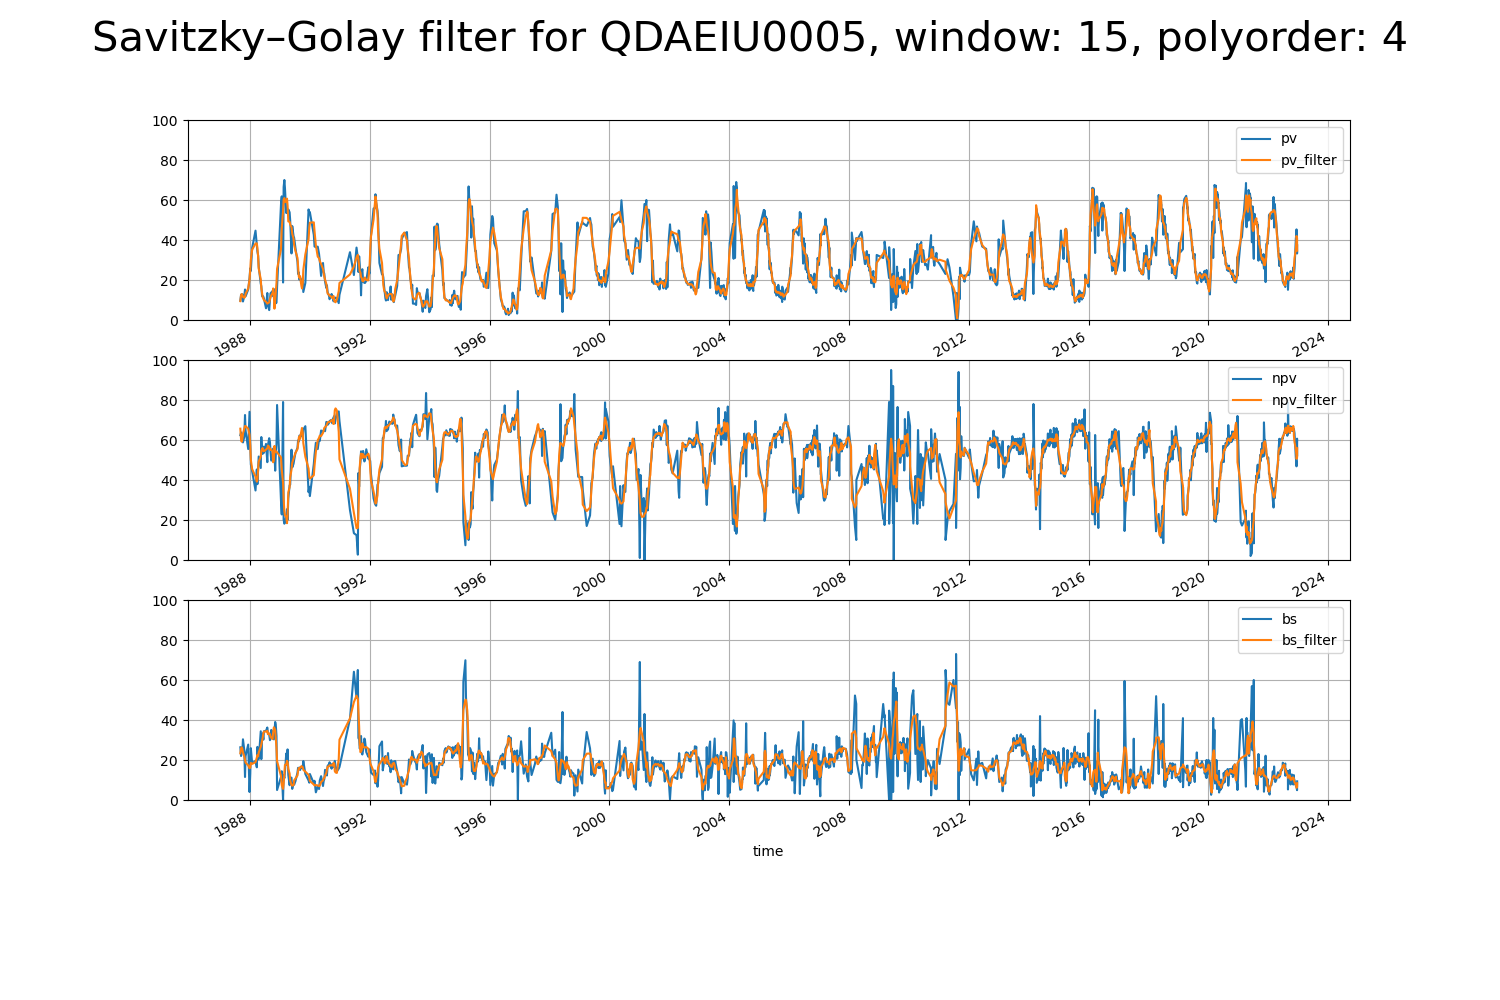 Savitzky–Golay filter for QDAEIU0005, window: 15, polyorder: 4
100
80
60
40
20
0
pv
pv_filter
1988 1992 1996 2000 2004 2008 2012 2016 2020 2024
100
80
60
40
20
0
npv
npv_filter
1988 1992 1996 2000 2004 2008 2012 2016 2020 2024
100
80
60
40
20
0
bs
bs_filter
1988 1992 1996 2000 2004 2008 2012 2016 2020 2024
time